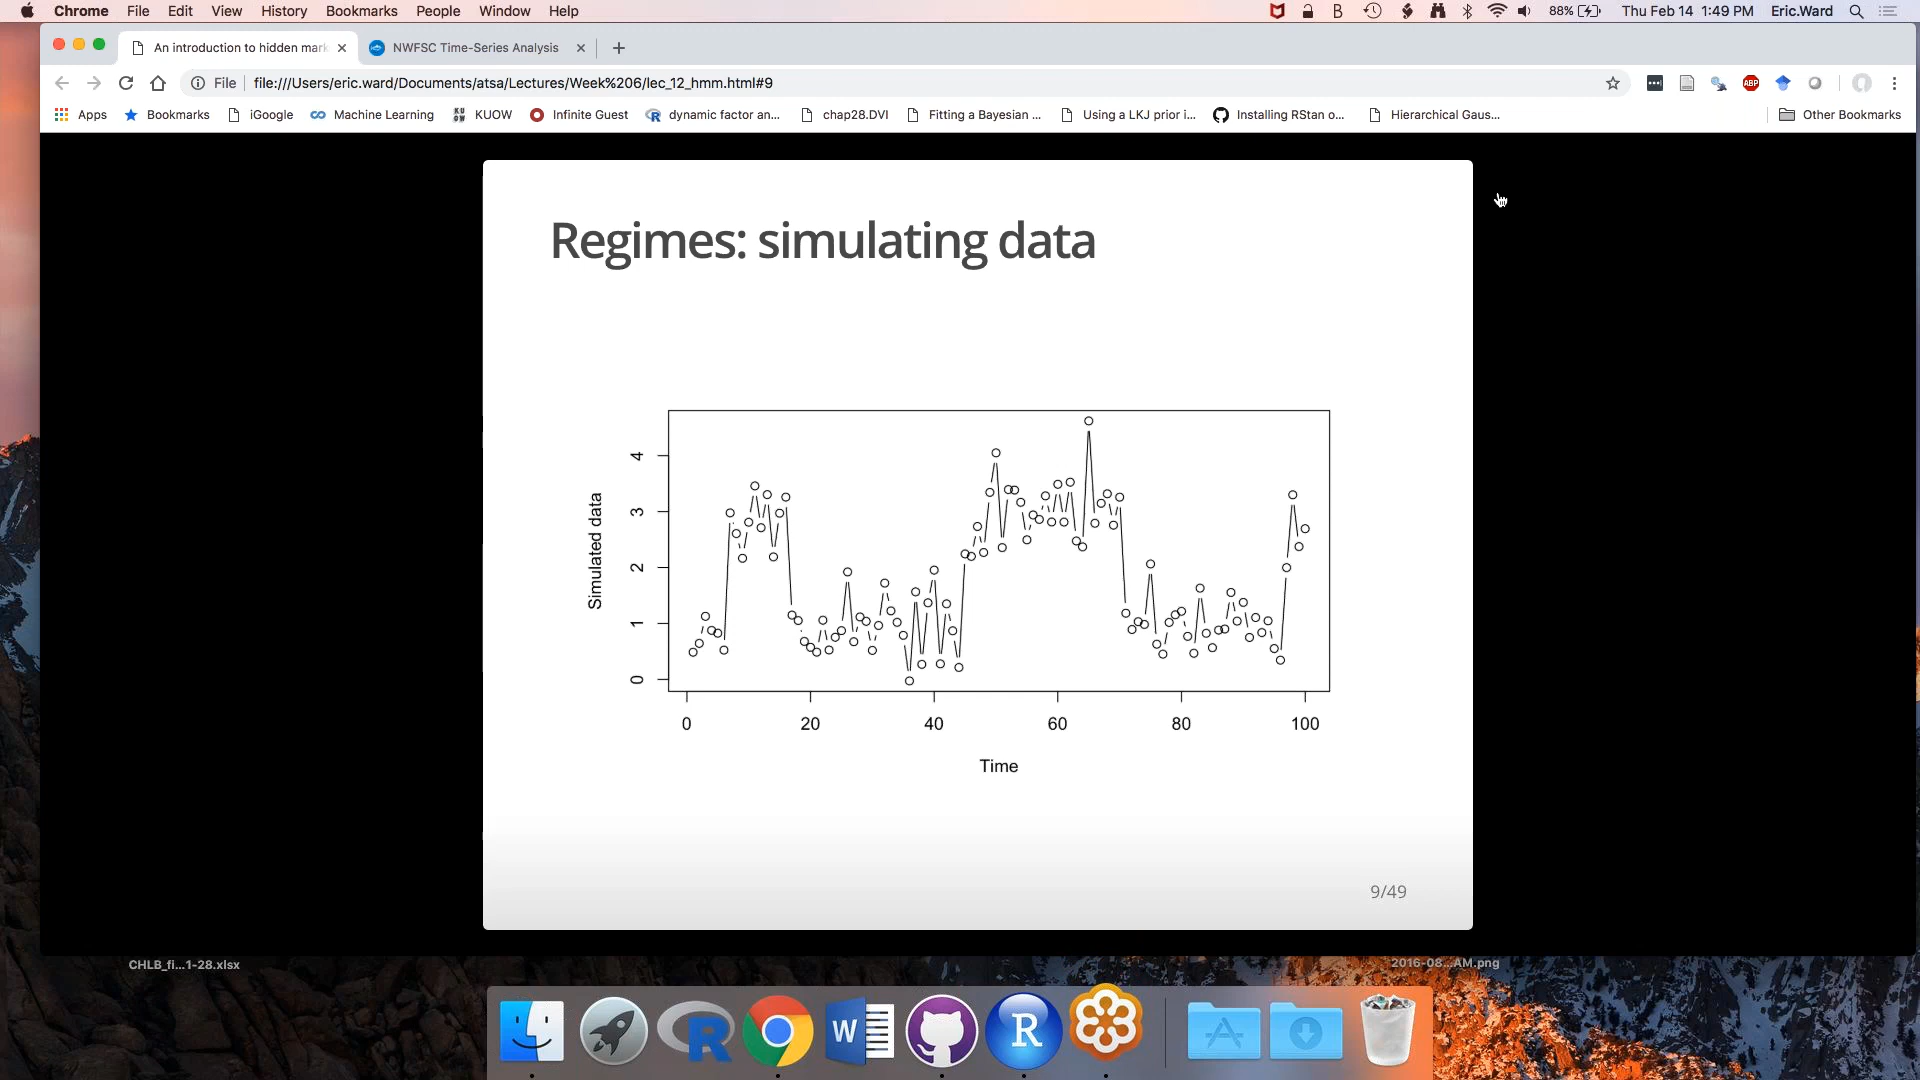 Chrome File Edit View History Bookmarks People Window Help 88% Thu Feb 14 1:49 PM Eric.Ward
An introduction to hidden mark NWFSC Time-Series Analysis
File file:///Users/eric.ward/Documents/atsa/Lectures/Week%206/lec_12_hmm.html#9 ABP
Apps Bookmarks iGoogle Machine Learning KUOW KUOW Infinite Guest dynamic factor an... chap28.DVI Fitting a Bayesian ... Using a LKJ prior i... Installing RStan o... Hierarchical Gaus... Other Bookmarks
Regimes: simulating data
Simulated data
4
3
2
1
0
0 20 40 60 80 100
Time
9/49
CHLB_fi...1-28.xlsx 2016-08...AM.png
R W R